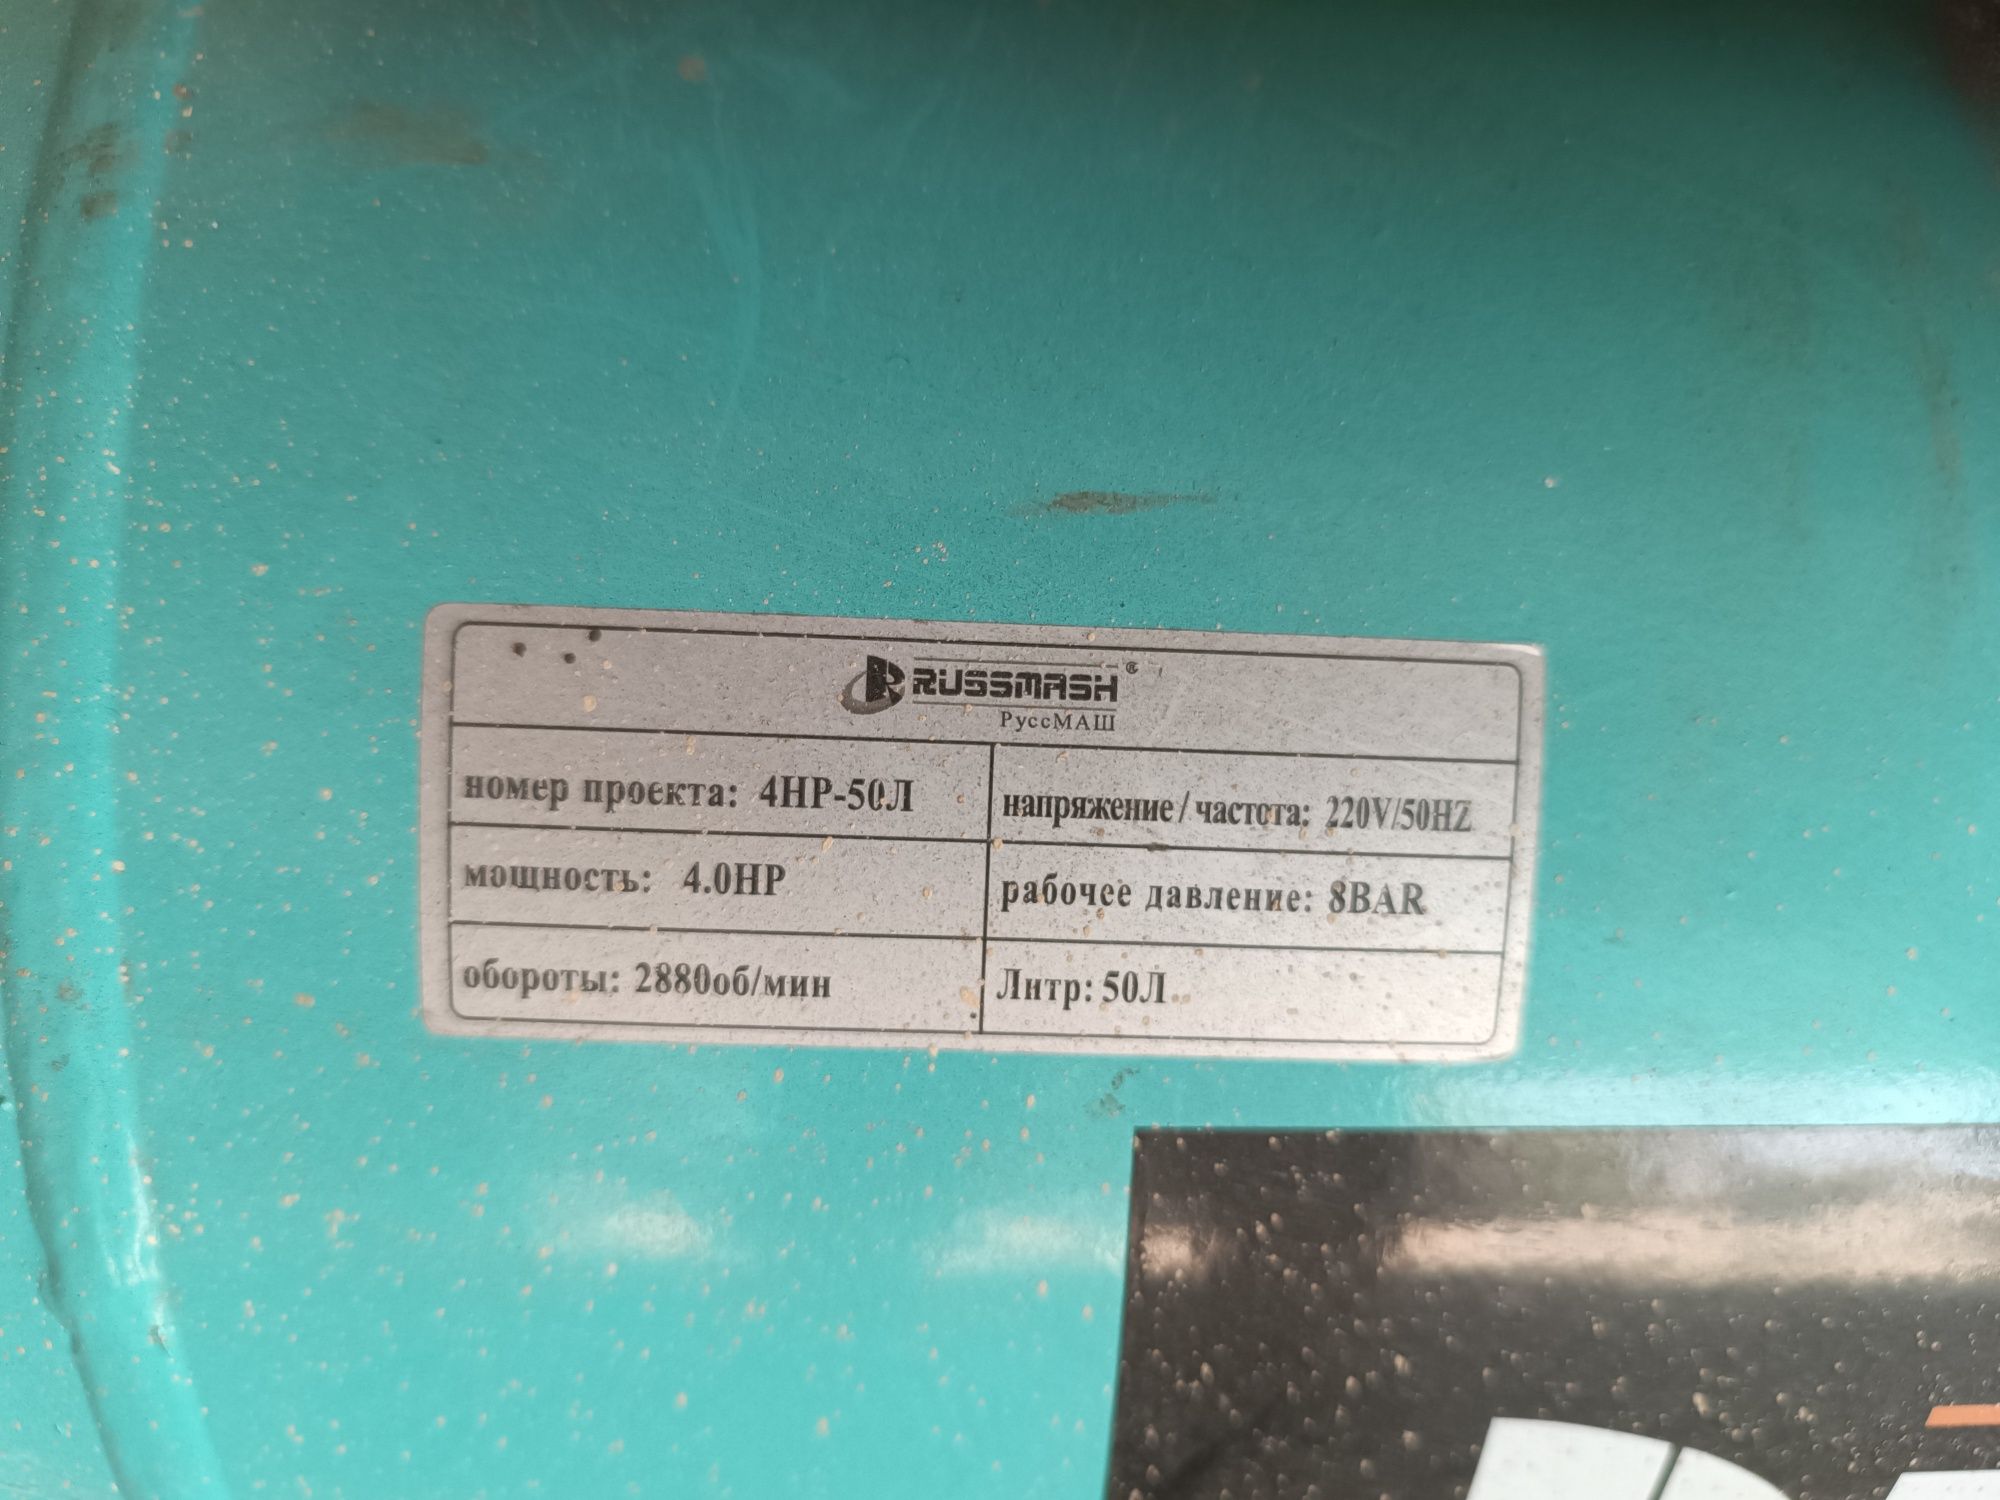 RUSSMASH®
РуссМАШ
номер проекта: 4HP-50Л
напряжение/частота: 220V/50HZ
мощность: 4.0HP
рабочее давление: 8BAR
обороты: 2880об/мин
Литр: 50Л